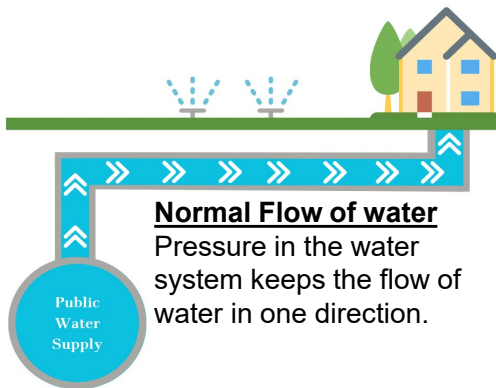 Normal Flow of water
Pressure in the water
system keeps the flow of
water in one direction.
Public
Water
Supply